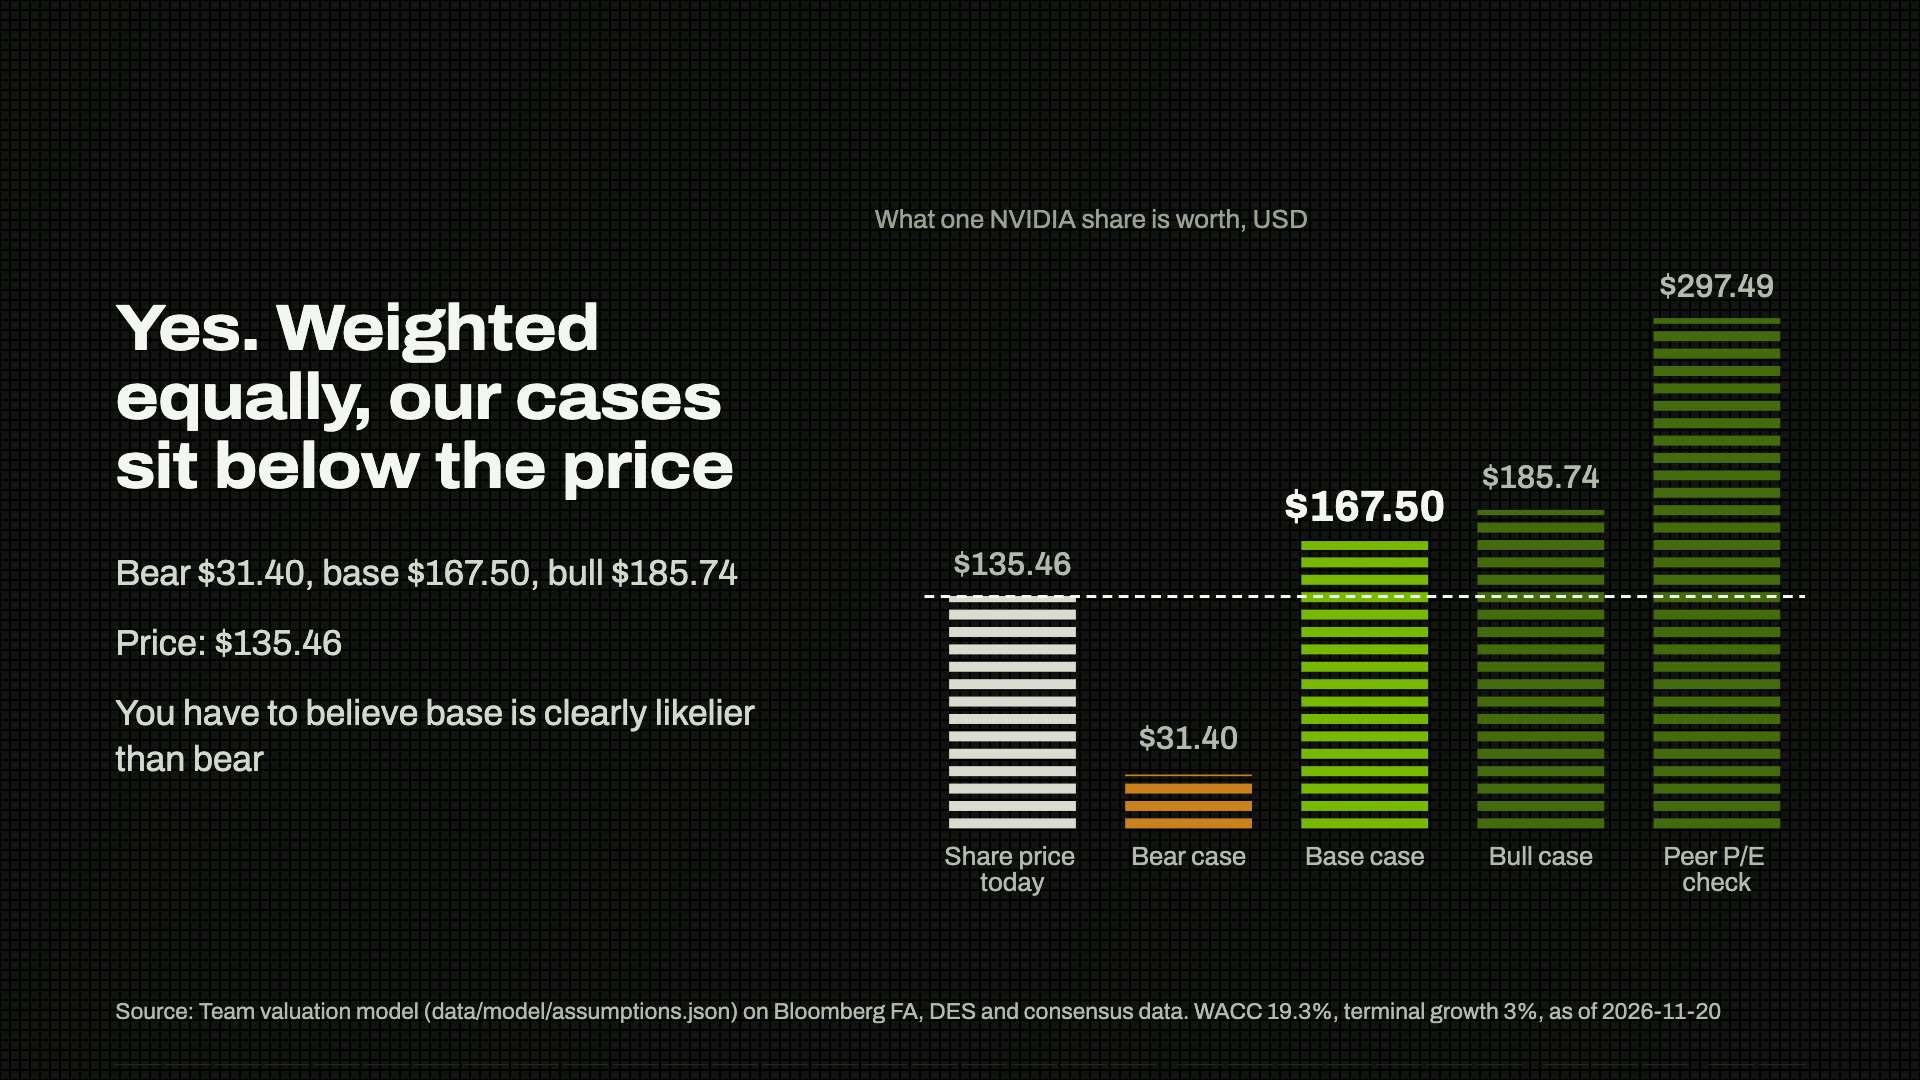 What one NVIDIA share is worth, USD
Yes. Weighted
equally, our cases
sit below the price
Bear $31.40, base $167.50, bull $185.74
Price: $135.46
You have to believe base is clearly likelier
than bear
$135.46
$31.40
$167.50
$185.74
$297.49
Share price
today
Bear case
Base case
Bull case
Peer P/E
check
Source: Team valuation model (data/model/assumptions.json) on Bloomberg FA, DES and consensus data. WACC 19.3%, terminal growth 3%, as of 2026-11-20